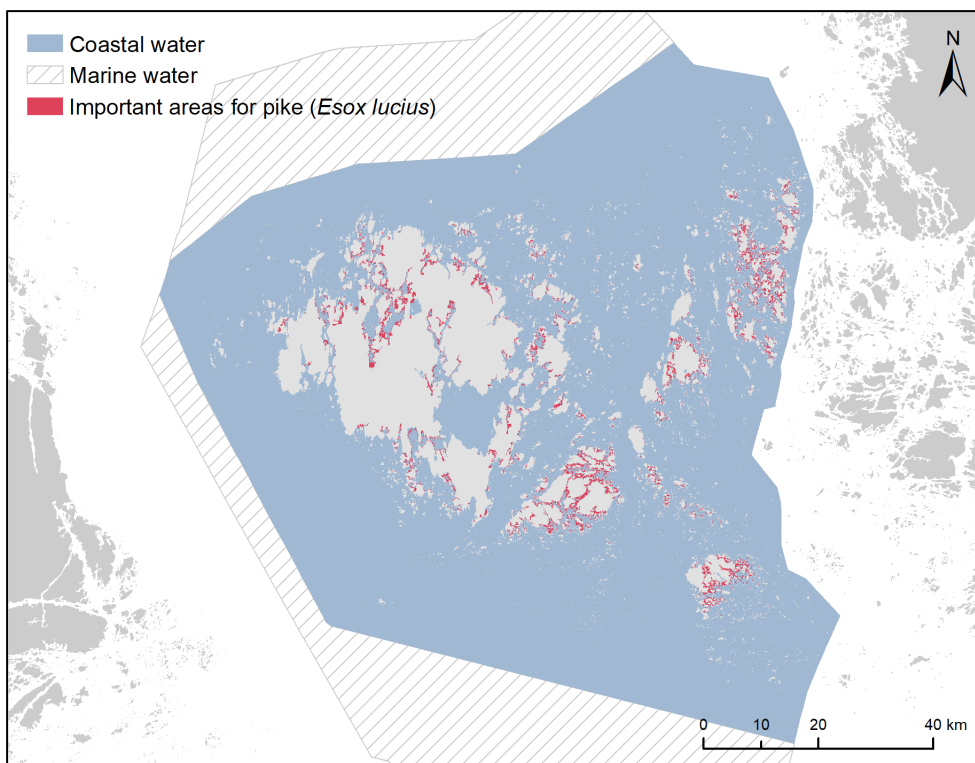 Coastal water
Marine water
Important areas for pike (Esox lucius)
N
0 10 20 40 km